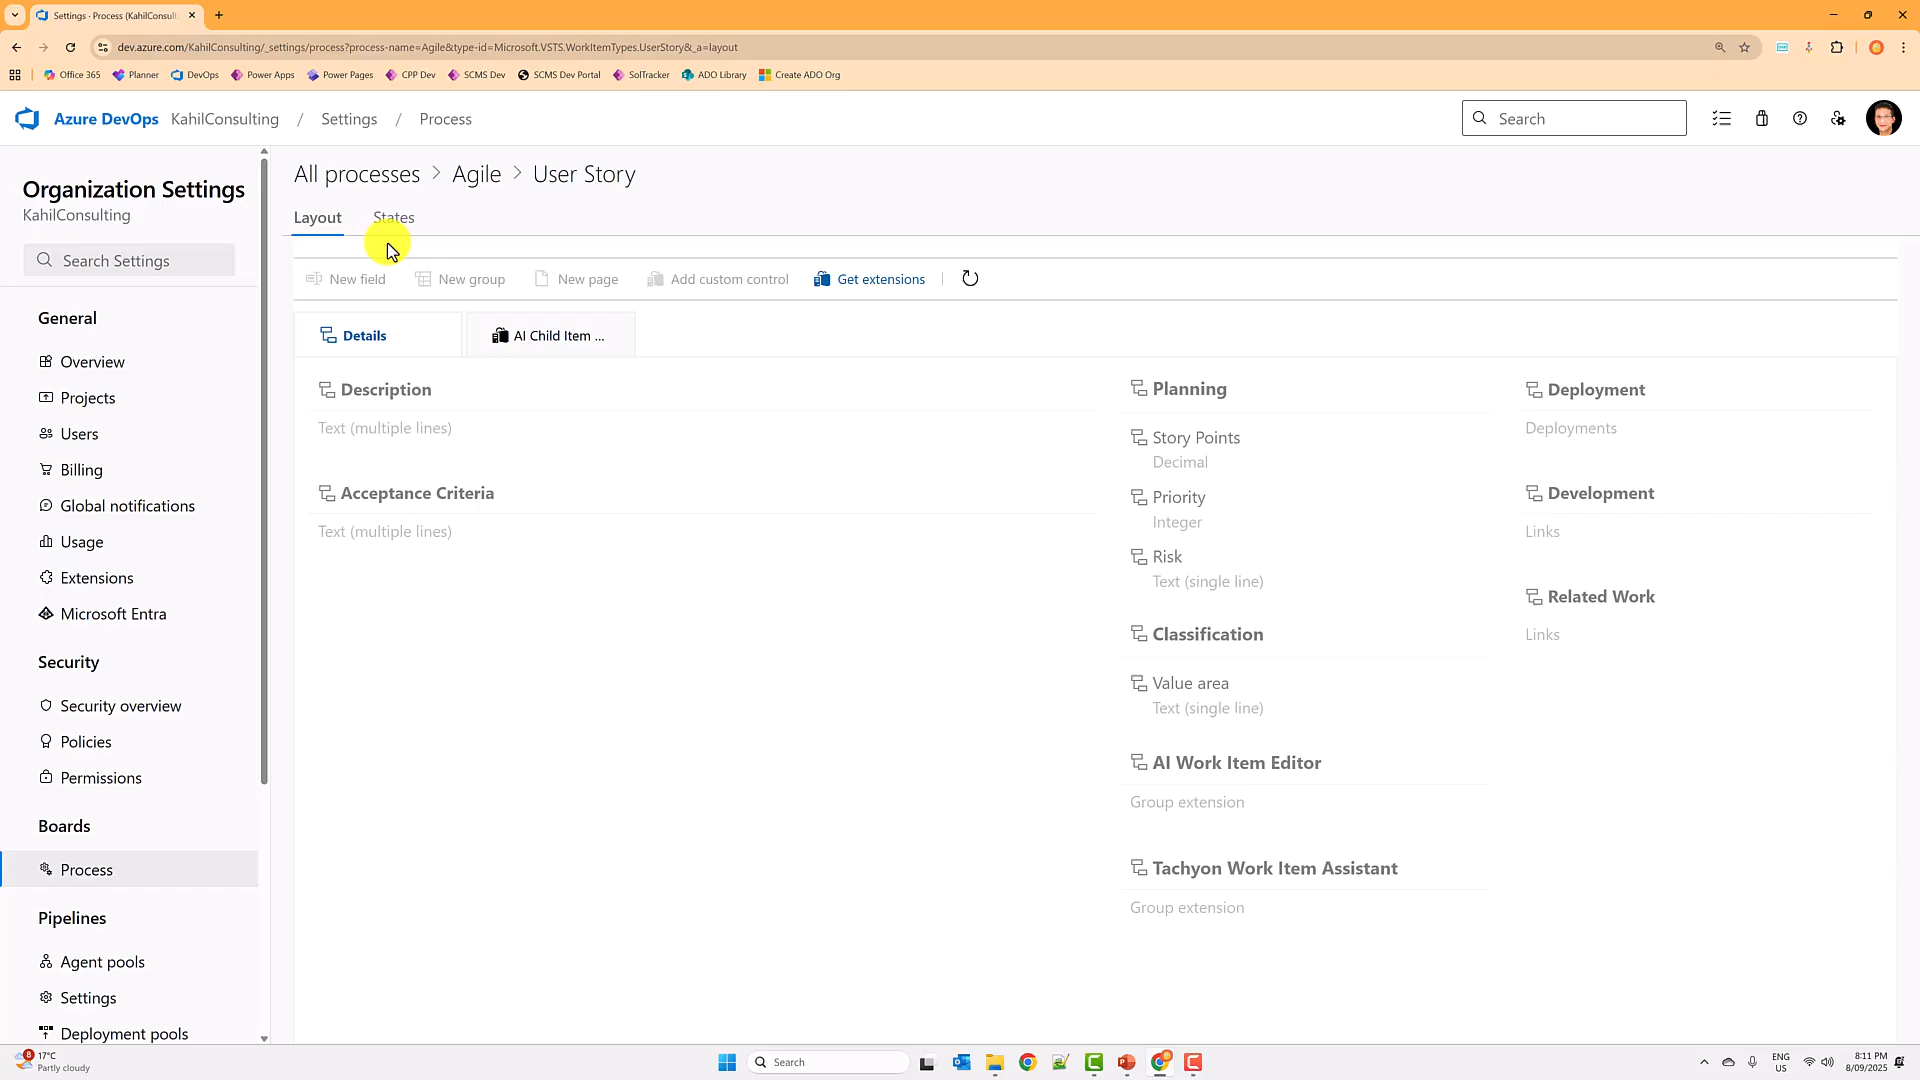 Settings - Process (KahilConsult
dev.azure.com/KahilConsulting/_settings/process?process-name=Agile&type-id=Microsoft.VSTS.WorkItemTypes.UserStory&_a=layout
Office 365 Planner DevOps Power Apps Power Pages CPP Dev SCMS Dev SCMS Dev Portal SolTracker ADO Library Create ADO Org
Azure DevOps KahilConsulting / Settings / Process
Search
All processes > Agile > User Story
Organization Settings
KahilConsulting
Layout States
Search Settings
New field New group New page Add custom control Get extensions
Details AI Child Item ...
General
Overview
Projects
Users
Billing
Global notifications
Usage
Extensions
Microsoft Entra
Security
Security overview
Policies
Permissions
Boards
Process
Pipelines
Agent pools
Settings
Deployment pools
Description
Text (multiple lines)
Acceptance Criteria
Text (multiple lines)
Planning
Story Points
Decimal
Priority
Integer
Risk
Text (single line)
Classification
Value area
Text (single line)
AI Work Item Editor
Group extension
Tachyon Work Item Assistant
Group extension
Deployment
Deployments
Development
Links
Related Work
Links
8
17°C
Partly cloudy
Search
ENG
US
8:11 PM
8/09/2025